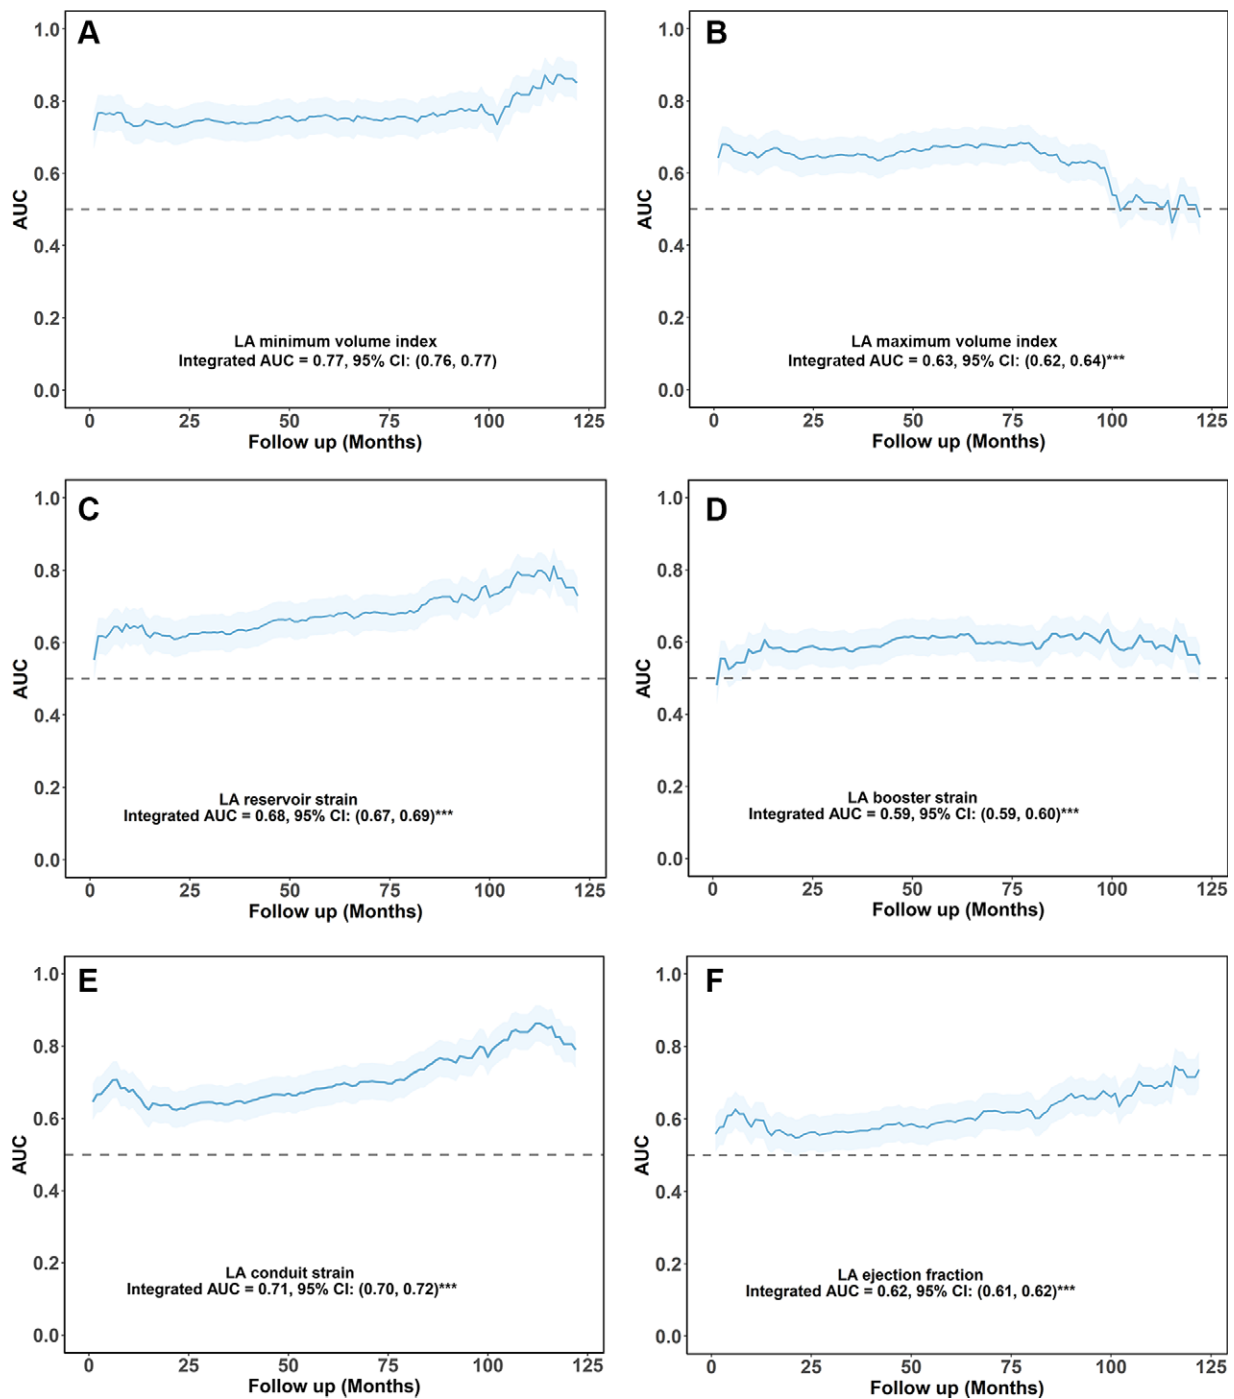 A
1.0
0.8
0.6
0.4
0.2
0.0
AUC
LA minimum volume index
Integrated AUC = 0.77, 95% CI: (0.76, 0.77)
0 25 50 75 100 125
Follow up (Months)
B
1.0
0.8
0.6
0.4
0.2
0.0
AUC
LA maximum volume index
Integrated AUC = 0.63, 95% CI: (0.62, 0.64)***
0 25 50 75 100 125
Follow up (Months)
C
1.0
0.8
0.6
0.4
0.2
0.0
AUC
LA reservoir strain
Integrated AUC = 0.68, 95% CI: (0.67, 0.69)***
0 25 50 75 100 125
Follow up (Months)
D
1.0
0.8
0.6
0.4
0.2
0.0
AUC
LA booster strain
Integrated AUC = 0.59, 95% CI: (0.59, 0.60)***
0 25 50 75 100 125
Follow up (Months)
E
1.0
0.8
0.6
0.4
0.2
0.0
AUC
LA conduit strain
Integrated AUC = 0.71, 95% CI: (0.70, 0.72)***
0 25 50 75 100 125
Follow up (Months)
F
1.0
0.8
0.6
0.4
0.2
0.0
AUC
LA ejection fraction
Integrated AUC = 0.62, 95% CI: (0.61, 0.62)***
0 25 50 75 100 125
Follow up (Months)